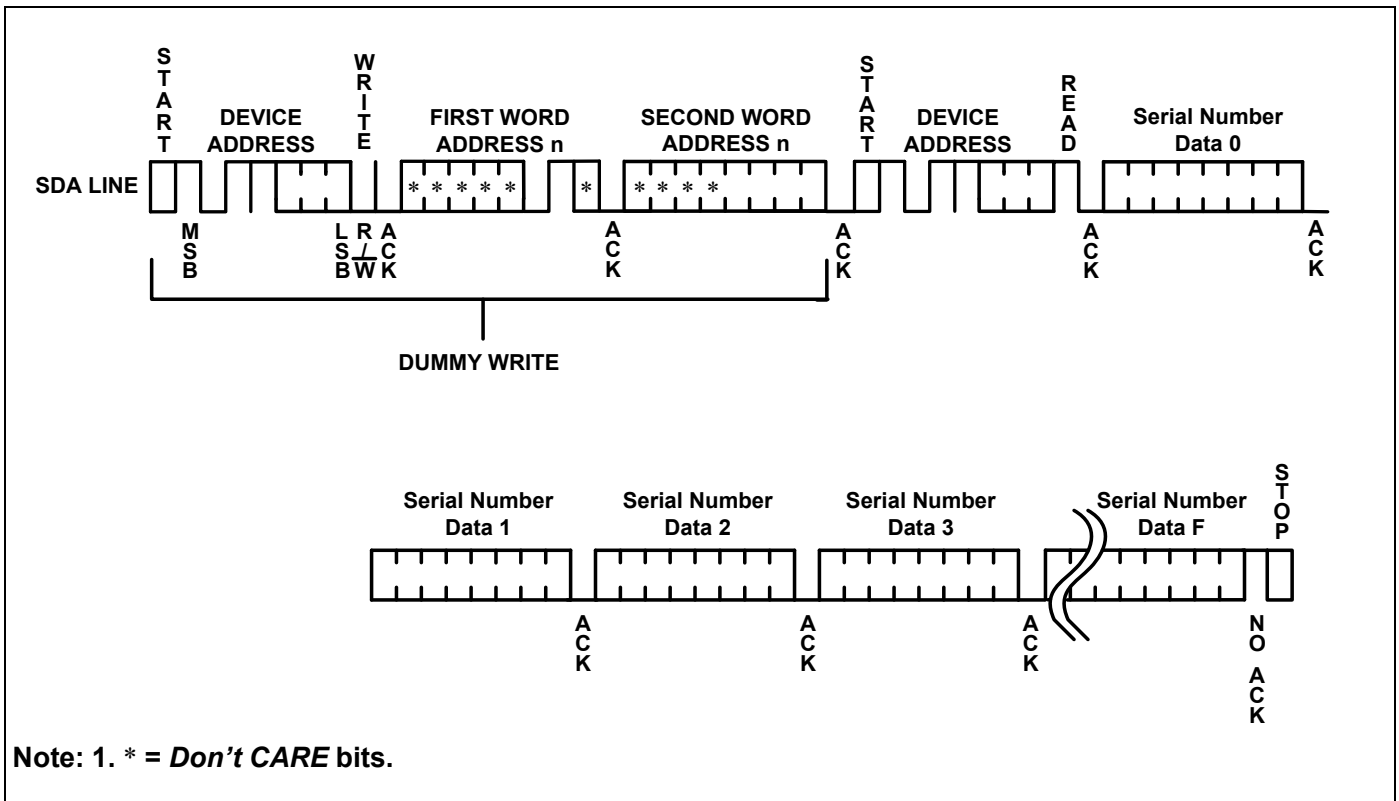 START
DEVICE
ADDRESS
WRITE
FIRST WORD
ADDRESS n
SECOND WORD
ADDRESS n
START
DEVICE
ADDRESS
READ
Serial Number
Data 0
SDA LINE
* * * * *
*
* * * *
MSB
LSB
R/W
ACK
ACK
ACK
ACK
ACK
DUMMY WRITE
Serial Number
Data 1
Serial Number
Data 2
Serial Number
Data 3
Serial Number
Data F
STOP
ACK
ACK
ACK
NO ACK
Note: 1. * = Don't CARE bits.